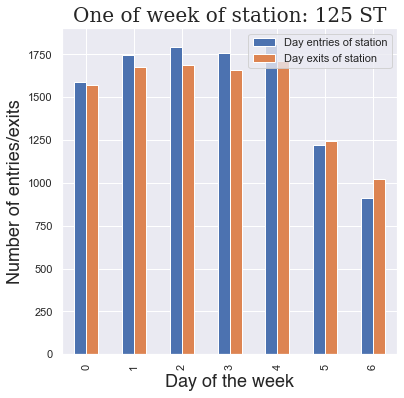 One of week of station: 125 ST
Day entries of station
Day exits of station
Number of entries/exits
1750
1500
1250
1000
750
500
250
0
0 1 2 3 4 5 6
Day of the week